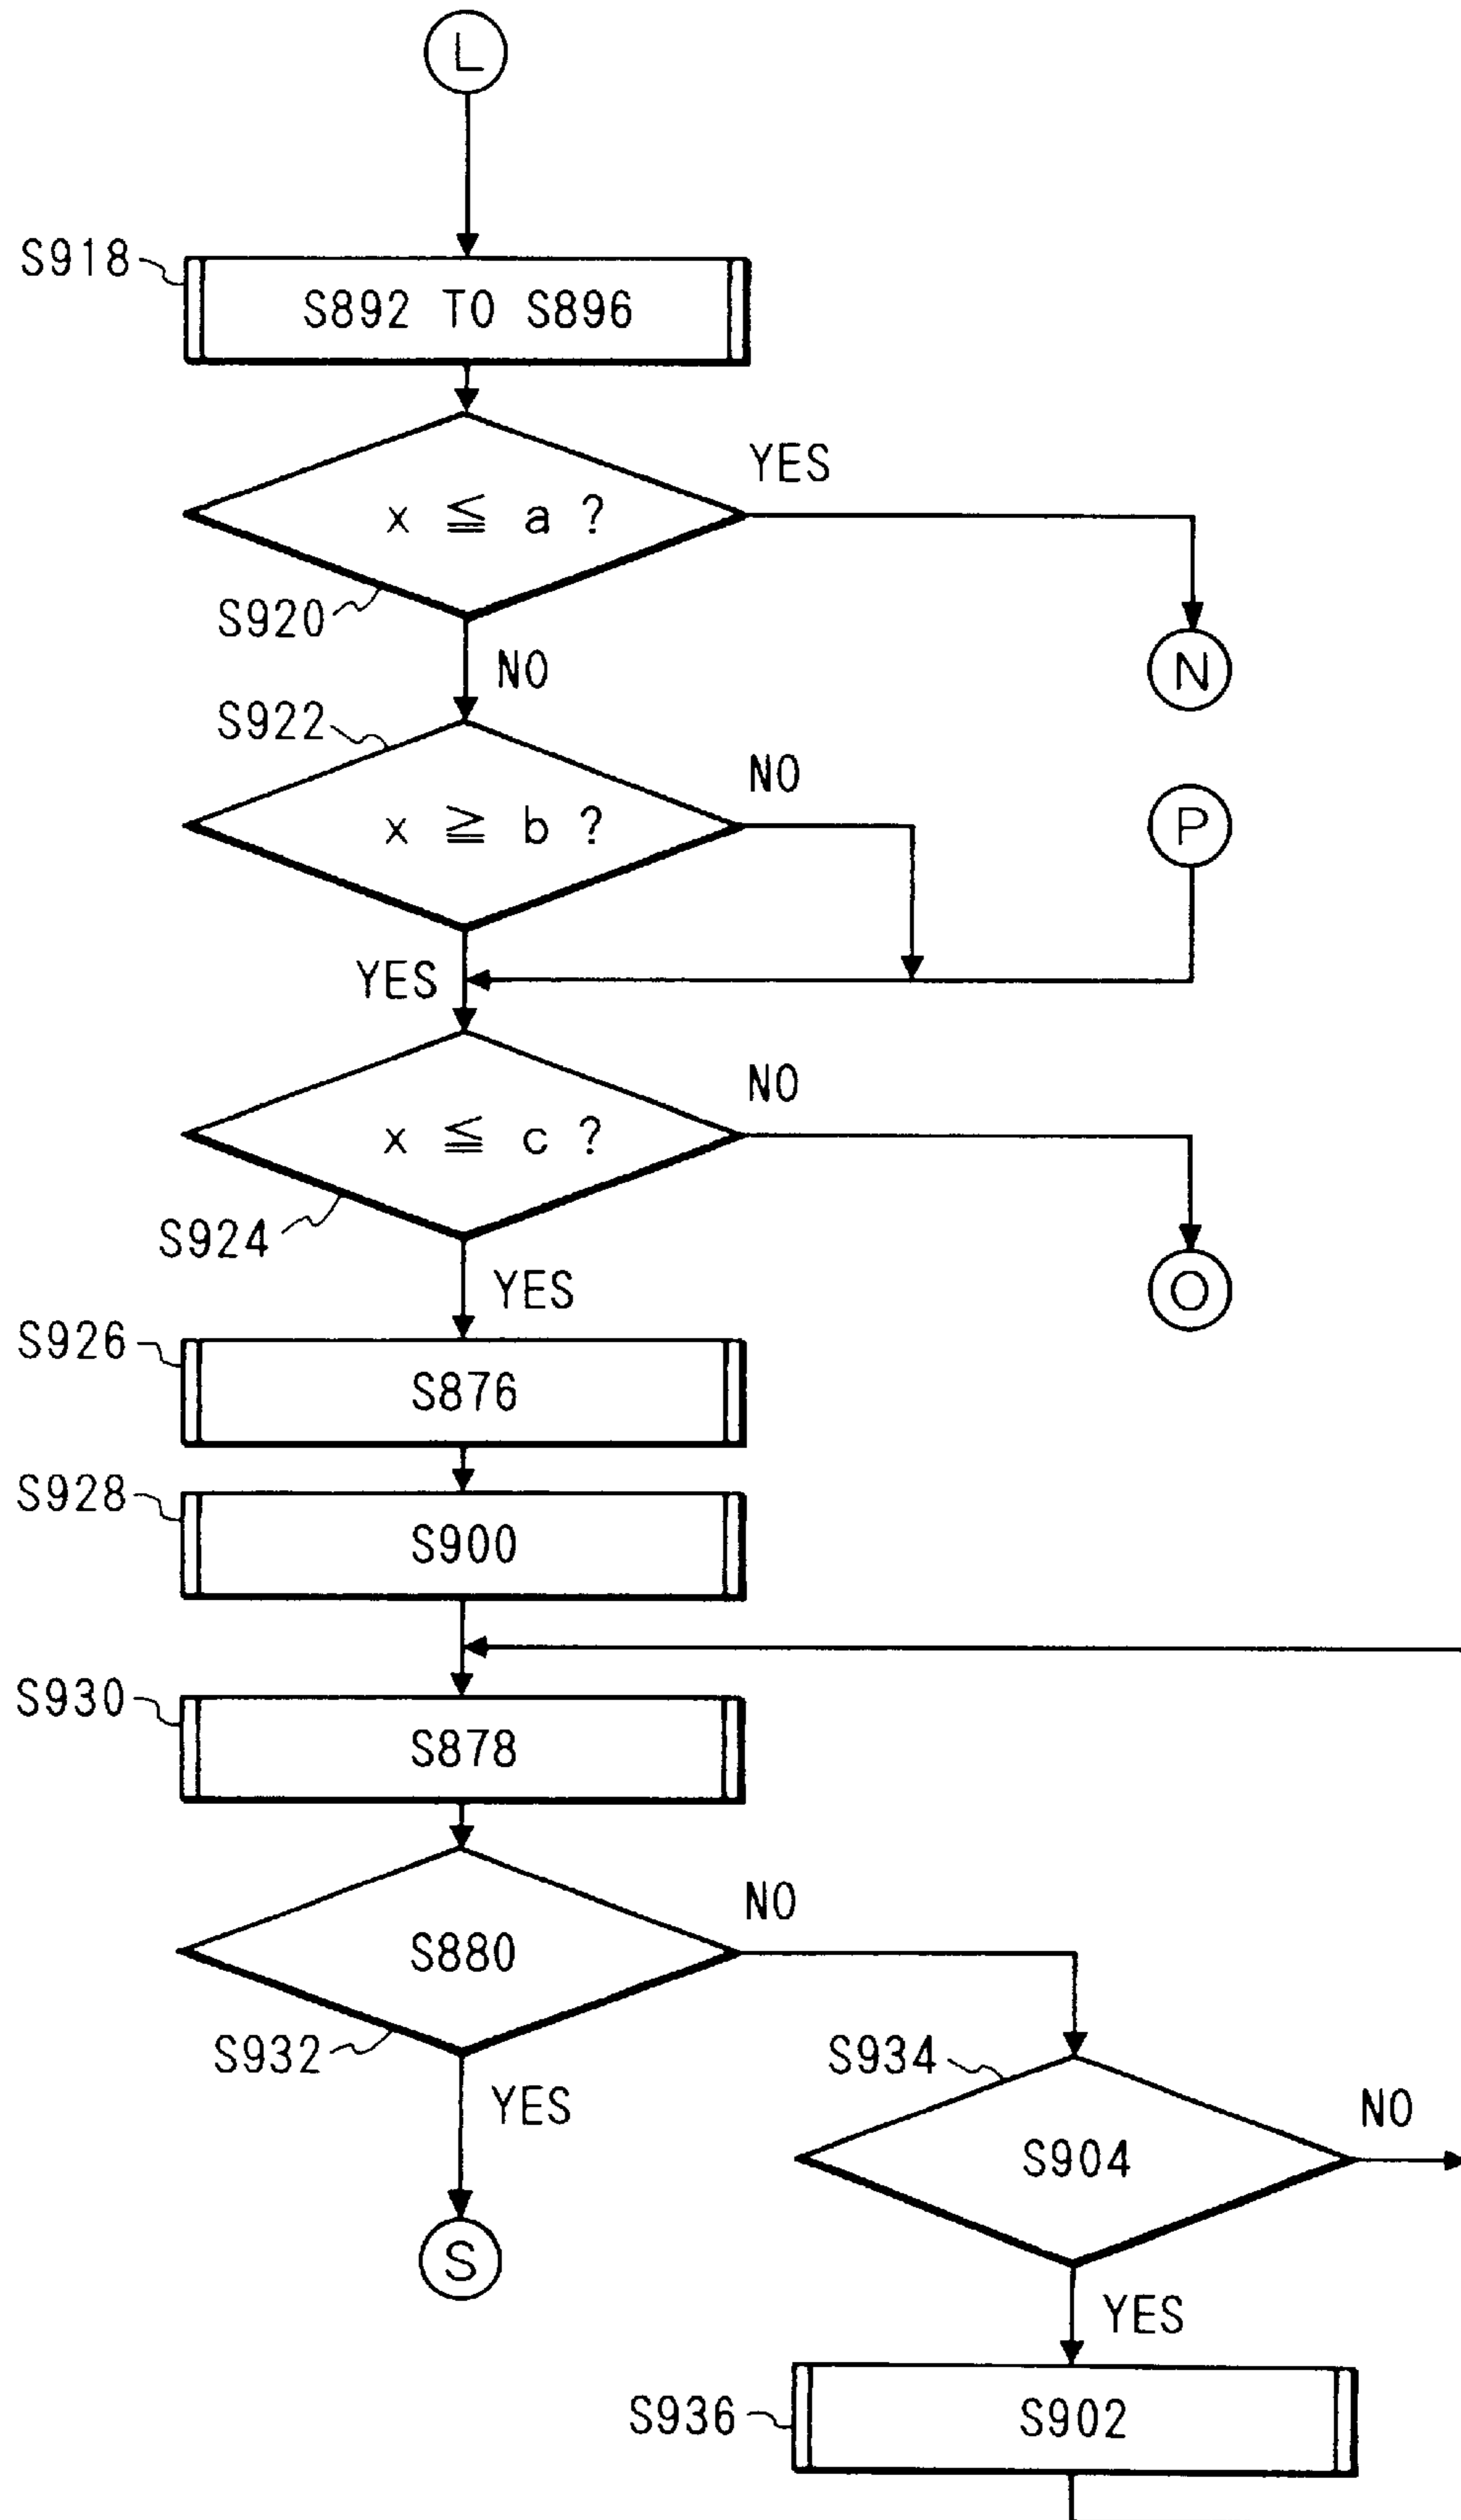 L
S918
S892 TO S896
YES
x ≦ a ?
S920
NO
N
S922
NO
x ≧ b ?
P
YES
NO
x ≦ c ?
S924
YES
O
S926
S876
S928
S900
S930
S878
NO
S880
S932
S934
YES
NO
S904
S
YES
S936
S902